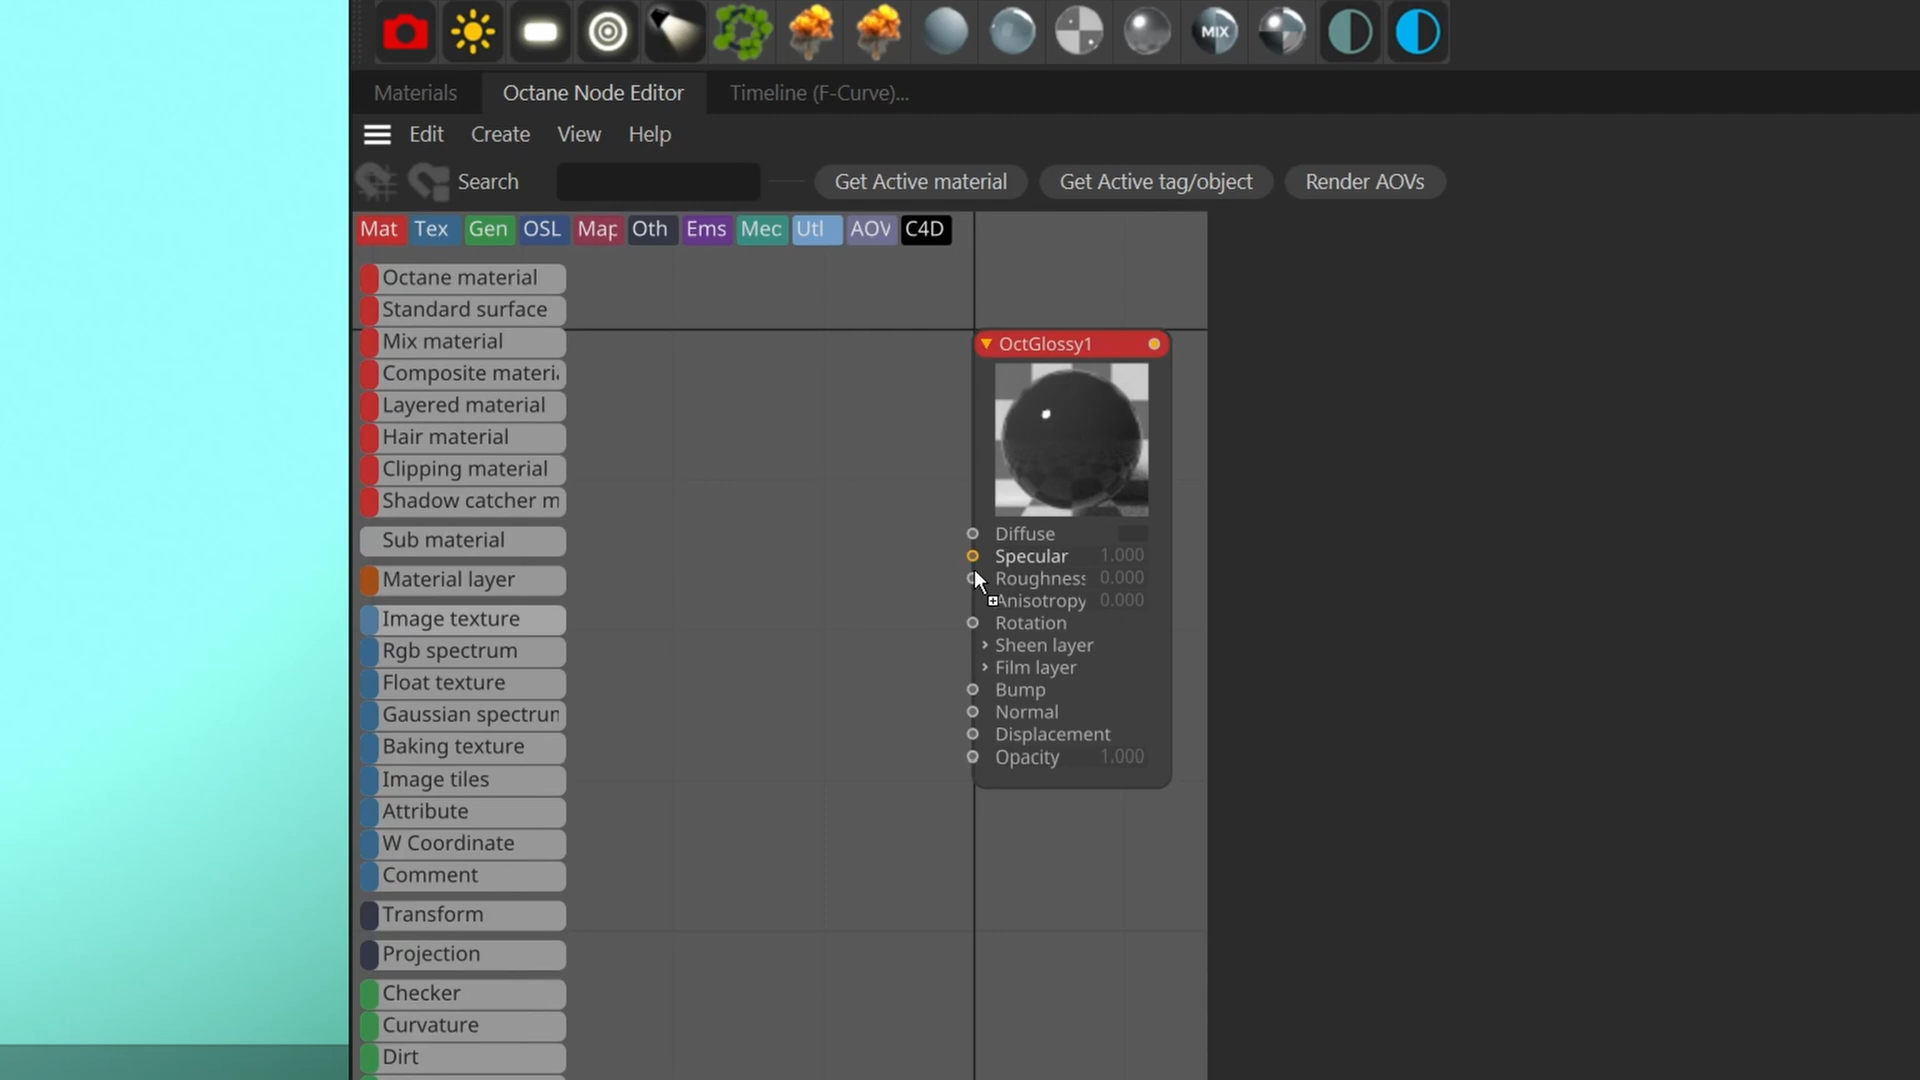 MIX
Materials
Octane Node Editor
Timeline (F-Curve)...
Edit
Create
View
Help
Search
Get Active material
Get Active tag/object
Render AOVs
Mat
Tex
Gen
OSL
Map
Oth
Ems
Mec
Utl
AOV
C4D
Octane material
Standard surface
Mix material
Composite materi
Layered material
Hair material
Clipping material
Shadow catcher m
Sub material
Material layer
Image texture
Rgb spectrum
Float texture
Gaussian spectrun
Baking texture
Image tiles
Attribute
W Coordinate
Comment
Transform
Projection
Checker
Curvature
Dirt
OctGlossy1
Diffuse
Specular 1.000
Roughness 0.000
Anisotropy 0.000
Rotation
Sheen layer
Film layer
Bump
Normal
Displacement
Opacity 1.000